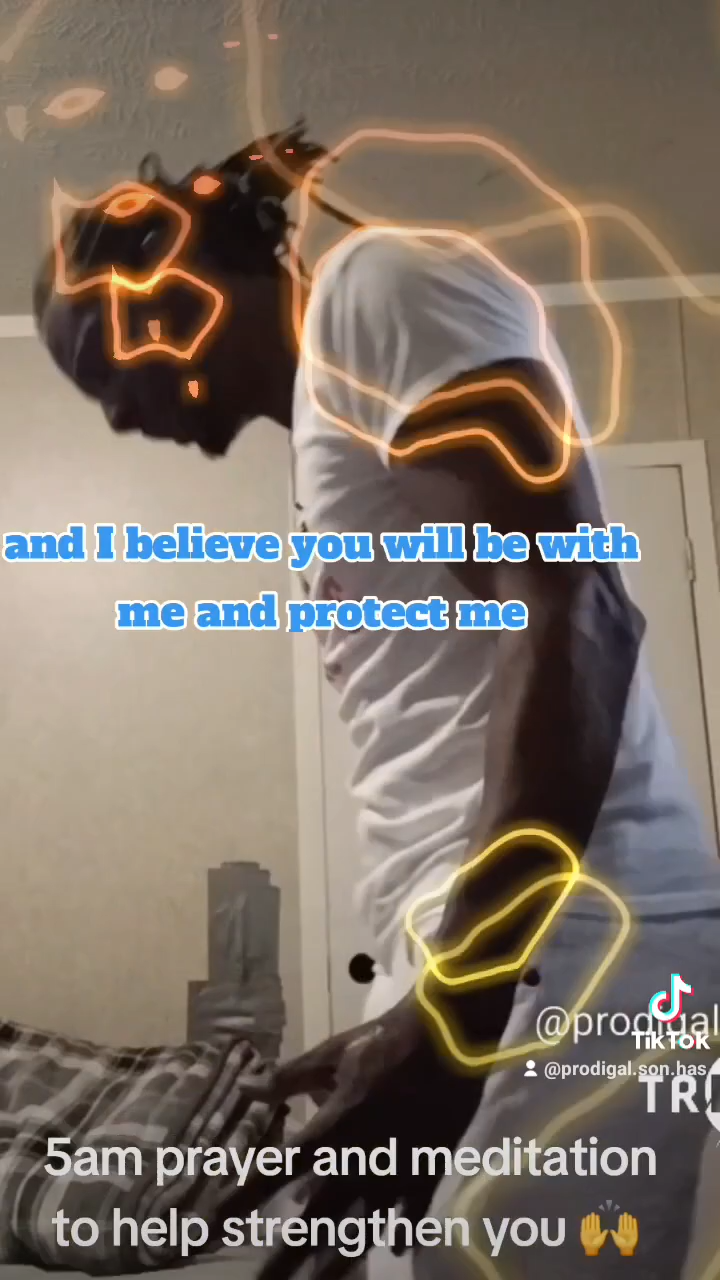 and I believe you will be with
me and protect me
@prodigal
TikTok
@prodigal.son.has
TR
5am prayer and meditation
to help strengthen you 🙌